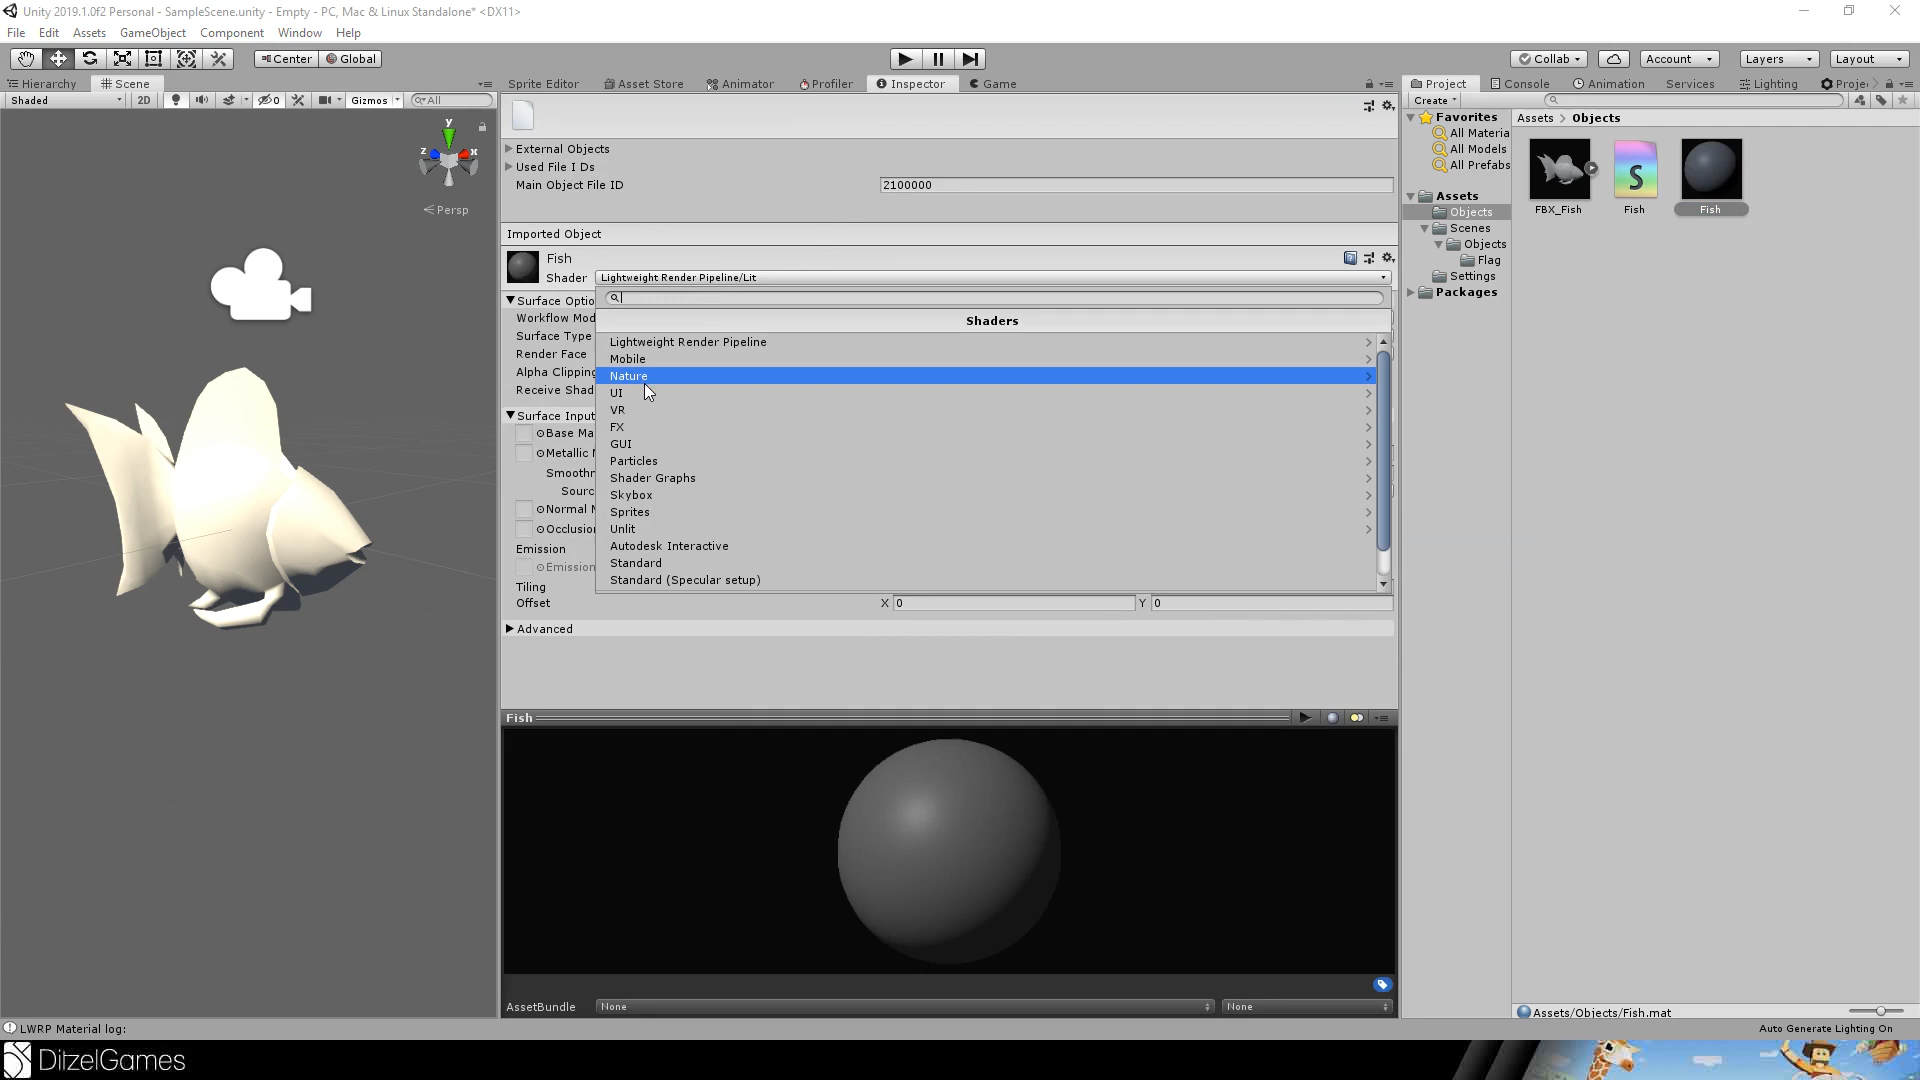 Unity 2019.1.0f2 Personal - SampleScene.unity - Empty - PC, Mac & Linux Standalone* <DX11>
File Edit Assets GameObject Component Window Help
Center Global Collab Account Layers Layout
Hierarchy Scene Sprite Editor Asset Store Animator Profiler Inspector Game Project Console Animation Services Lighting Proje
Shaded 2D 0 Gizmos All Create
Favorites
All Materia
All Models
All Prefabs
Assets
Objects
Scenes
Objects
Flag
Settings
Packages
Assets > Objects
FBX_Fish Fish Fish
S
y
z x
Persp
External Objects
Used File I Ds
Main Object File ID 2100000
Imported Object
Fish
Shader Lightweight Render Pipeline/Lit
Surface Optio
Workflow Mod
Surface Type
Render Face
Alpha Clipping
Receive Shad
Surface Input
Base Ma
Metallic M
Smoothn
Sourc
Normal M
Occlusion
Emission
Emission
Tiling
Offset X 0 Y 0
Advanced
Shaders
Lightweight Render Pipeline
Mobile
Nature
UI
VR
FX
GUI
Particles
Shader Graphs
Skybox
Sprites
Unlit
Autodesk Interactive
Standard
Standard (Specular setup)
Fish
AssetBundle None None
Assets/Objects/Fish.mat
LWRP Material log:
Auto Generate Lighting On
DitzelGames